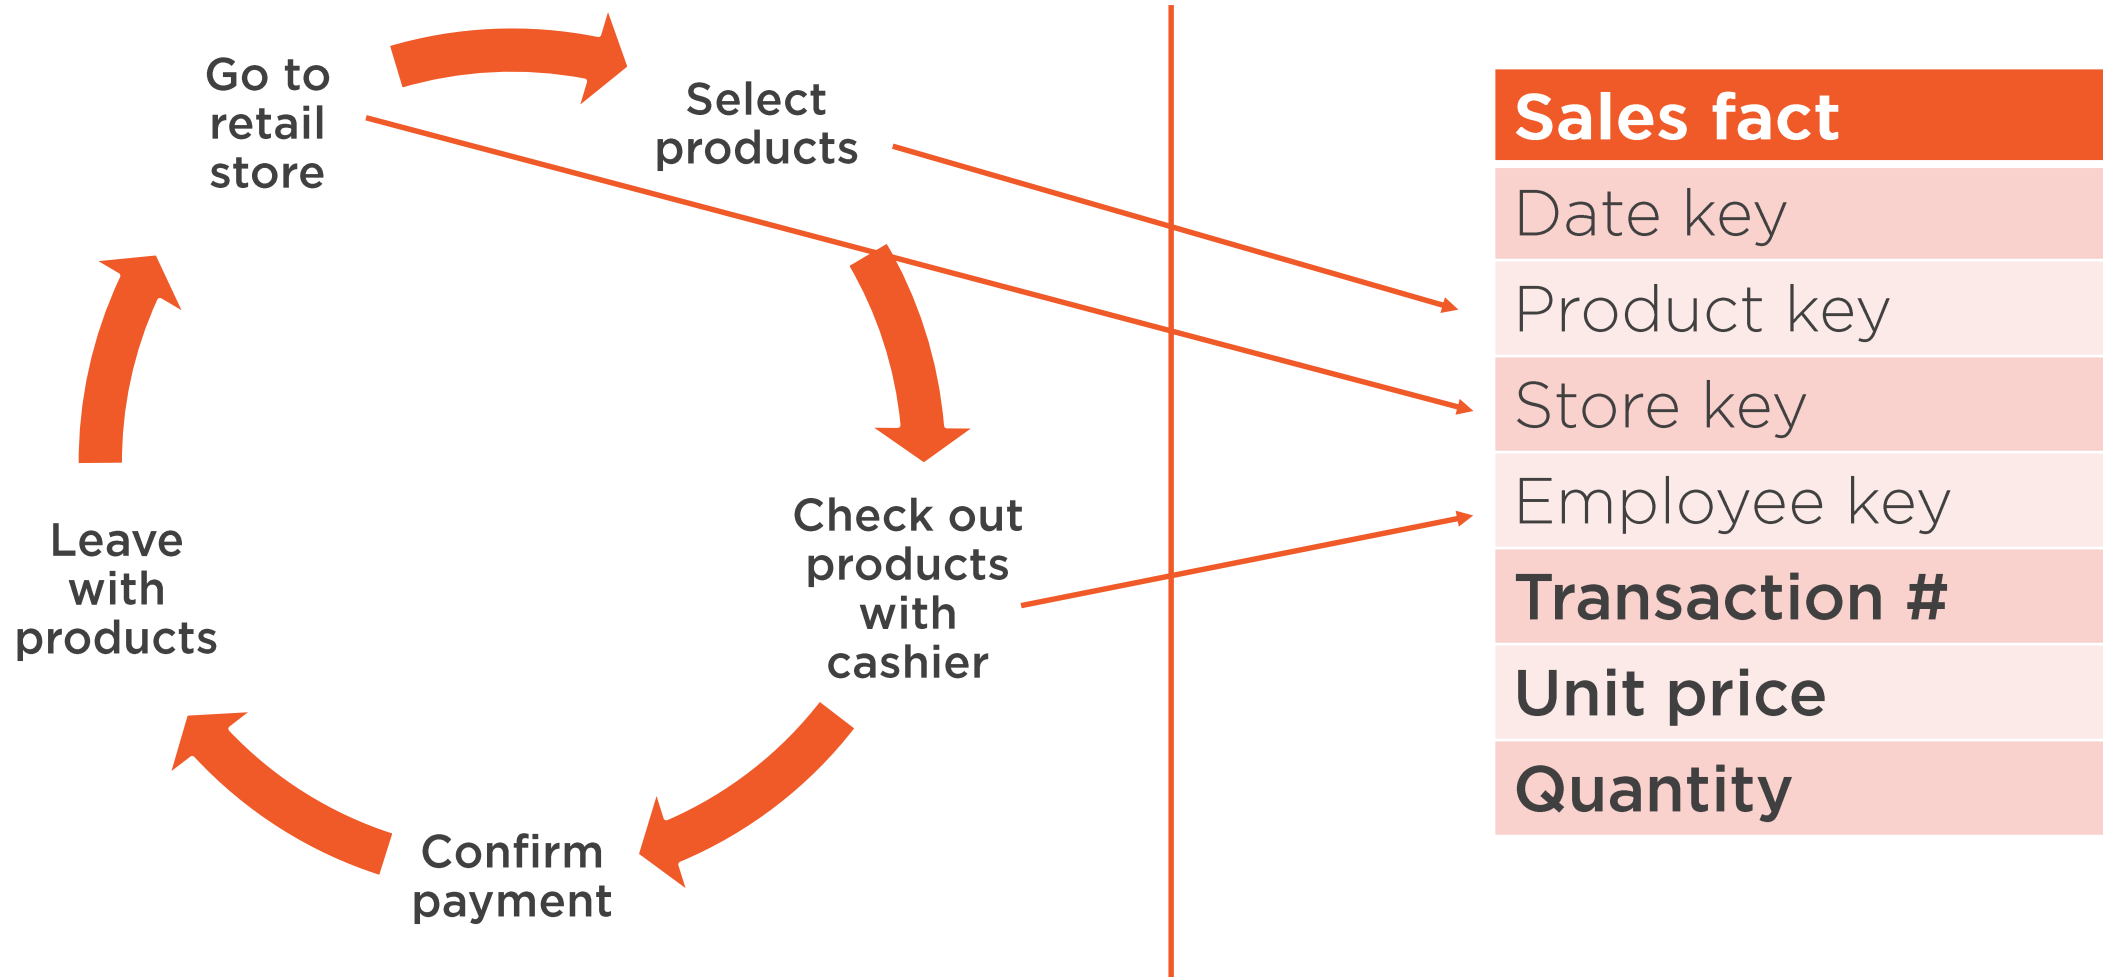 Go to
retail
store
Select
products
Check out
products
with
cashier
Confirm
payment
Leave
with
products
Sales fact
Date key
Product key
Store key
Employee key
Transaction #
Unit price
Quantity